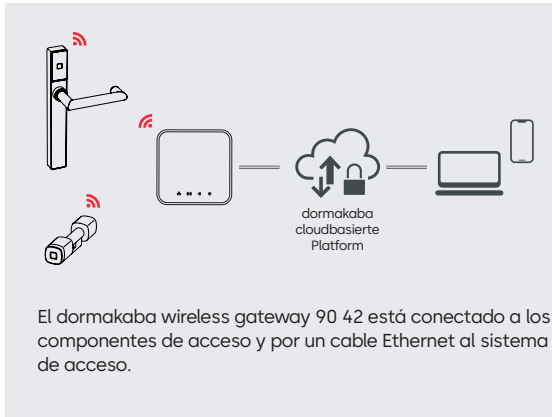 dormakaba
cloudbasierte
Platform
El dormakaba wireless gateway 90 42 está conectado a los
componentes de acceso y por un cable Ethernet al sistema
de acceso.